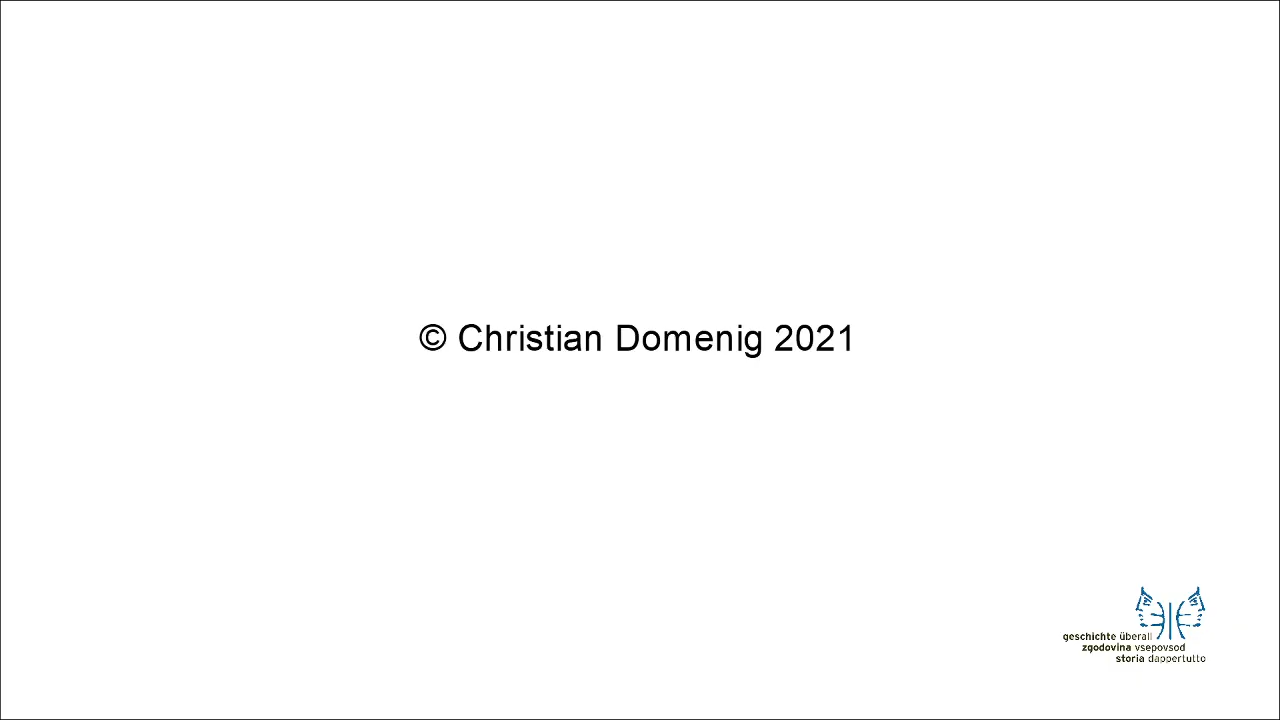 © Christian Domenig 2021
geschichte überall
zgodovina vsepovsod
storia dappertutto